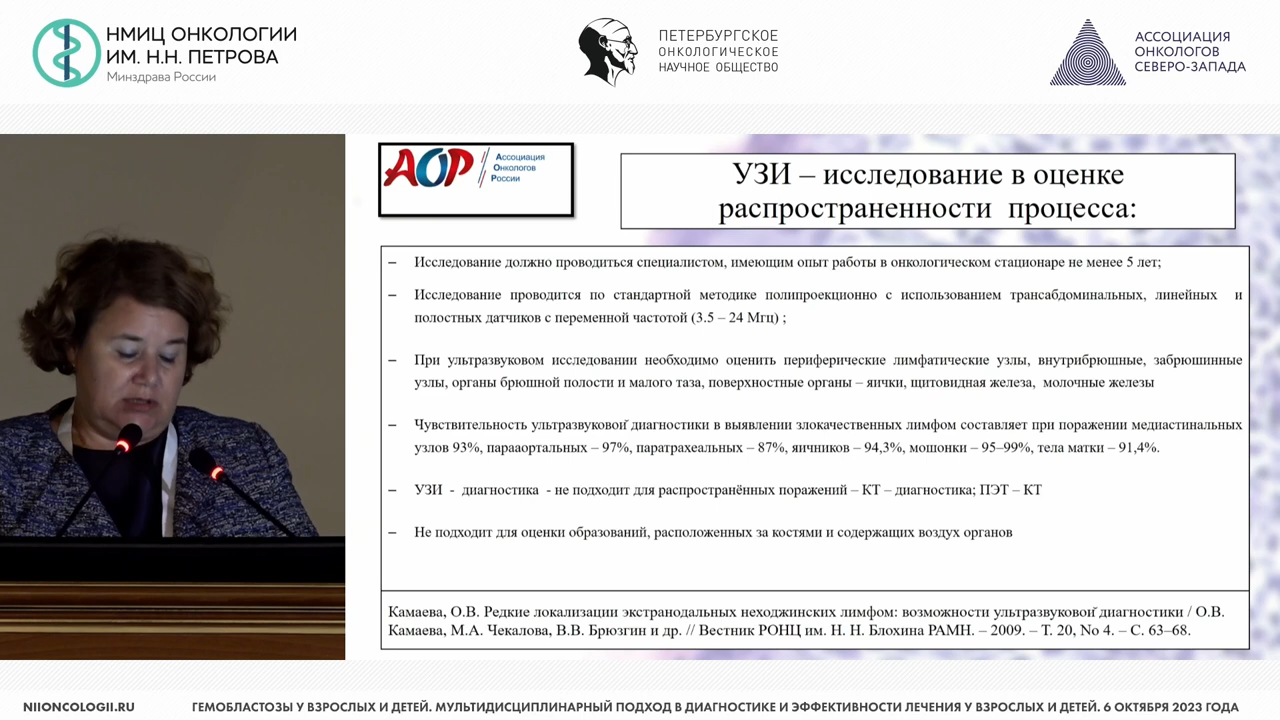 НМИЦ ОНКОЛОГИИ
ИМ. Н.Н. ПЕТРОВА
Минздрава России
ПЕТЕРБУРГСКОЕ
ОНКОЛОГИЧЕСКОЕ
НАУЧНОЕ ОБЩЕСТВО
АССОЦИАЦИЯ
ОНКОЛОГОВ
СЕВЕРО-ЗАПАДА
АОР
Ассоциация
Онкологов
России
УЗИ – исследование в оценке
распространенности процесса:
– Исследование должно проводиться специалистом, имеющим опыт работы в онкологическом стационаре не менее 5 лет;
– Исследование проводится по стандартной методике полипроекционно с использованием трансабдоминальных, линейных и
полостных датчиков с переменной частотой (3.5 – 24 Мгц) ;
– При ультразвуковом исследовании необходимо оценить периферические лимфатические узлы, внутрибрюшные, забрюшинные
узлы, органы брюшной полости и малого таза, поверхностные органы – яички, щитовидная железа, молочные железы
– Чувствительность ультразвуковой диагностики в выявлении злокачественных лимфом составляет при поражении медиастинальных
узлов 93%, парааортальных – 97%, паратрахеальных – 87%, яичников – 94,3%, мошонки – 95–99%, тела матки – 91,4%.
– УЗИ - диагностика - не подходит для распространённых поражений – КТ – диагностика; ПЭТ – КТ
– Не подходит для оценки образований, расположенных за костями и содержащих воздух органов
Камаева, О.В. Редкие локализации экстранодальных неходжинских лимфом: возможности ультразвуковой диагностики / О.В.
Камаева, М.А. Чекалова, В.В. Брюзгин и др. // Вестник РОНЦ им. Н. Н. Блохина РАМН. – 2009. – Т. 20, No 4. – С. 63–68.
NIIONCOLOGII.RU
ГЕМОБЛАСТОЗЫ У ВЗРОСЛЫХ И ДЕТЕЙ. МУЛЬТИДИСЦИПЛИНАРНЫЙ ПОДХОД В ДИАГНОСТИКЕ И ЭФФЕКТИВНОСТИ ЛЕЧЕНИЯ У ВЗРОСЛЫХ И ДЕТЕЙ. 6 ОКТЯБРЯ 2023 ГОДА